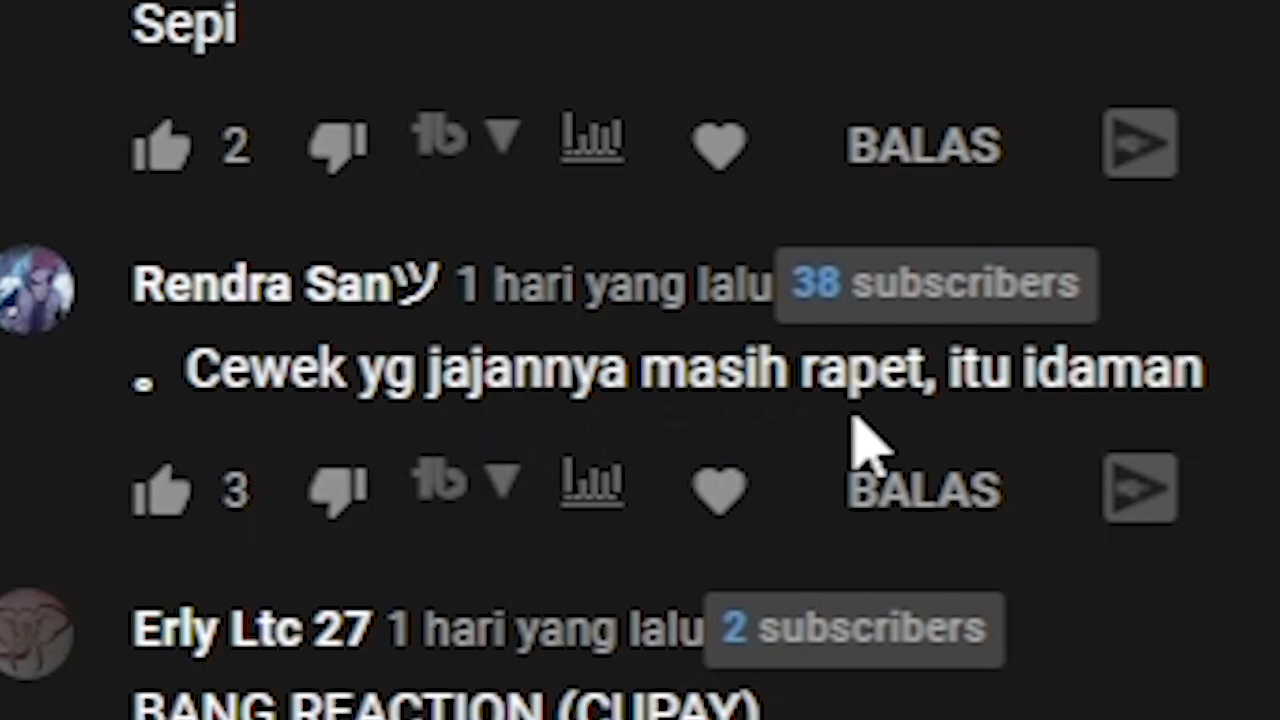 Sepi
2 BALAS
Rendra Sanツ 1 hari yang lalu 38 subscribers
。Cewek yg jajannya masih rapet, itu idaman
3 BALAS
Erly Ltc 27 1 hari yang lalu 2 subscribers
BANG REACTION (CUPAY)